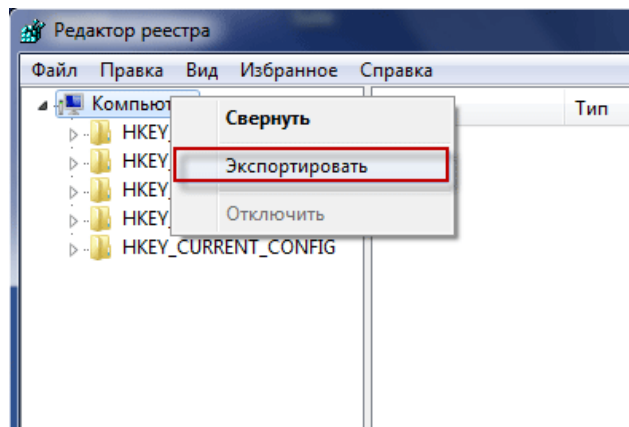 Редактор реестра
Файл Правка Вид Избранное Справка
Компьют
Тип
Свернуть
HKEY_
HKEY_
Экспортировать
HKEY_
HKEY_
Отключить
HKEY_CURRENT_CONFIG